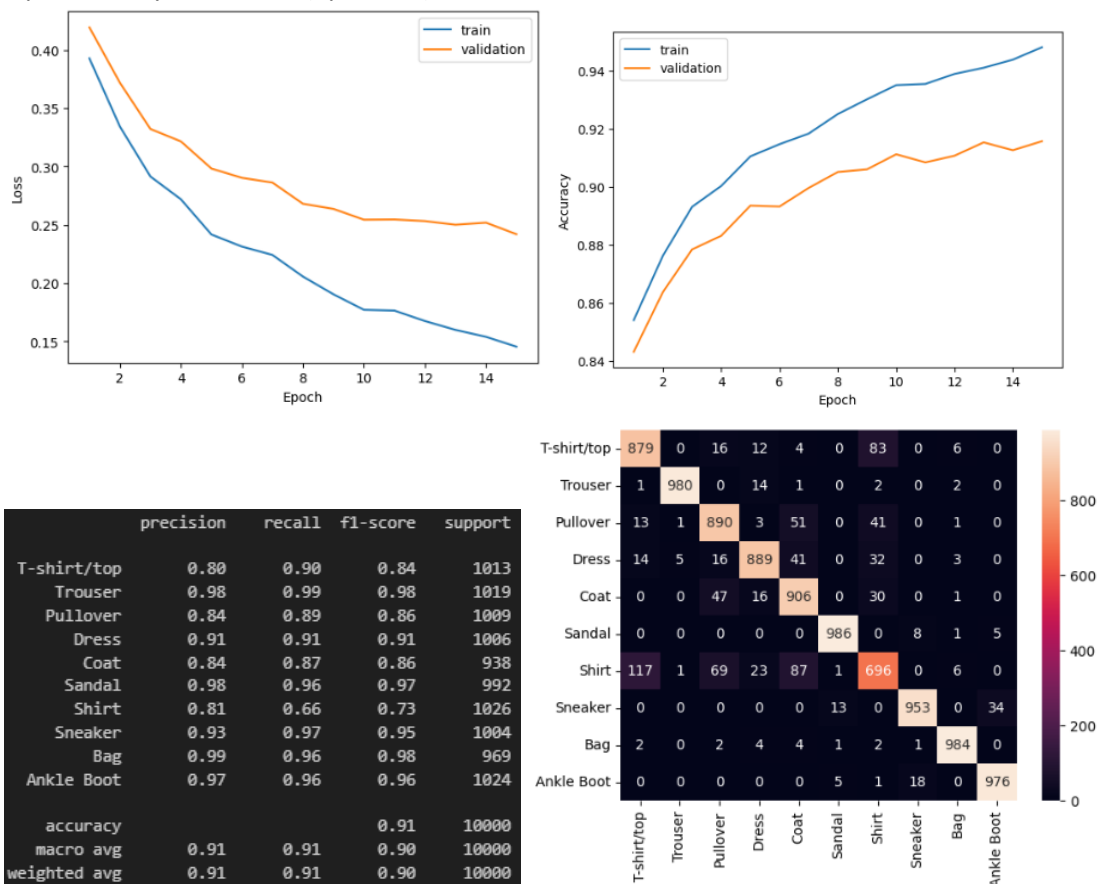 train
validation
0.40
0.35
0.30
0.25
0.20
0.15
Loss
2 4 6 8 10 12 14
Epoch
train
validation
0.94
0.92
0.90
0.88
0.86
0.84
Accuracy
2 4 6 8 10 12 14
Epoch
precision recall f1-score support
T-shirt/top 0.80 0.90 0.84 1013
Trouser 0.98 0.99 0.98 1019
Pullover 0.84 0.89 0.86 1009
Dress 0.91 0.91 0.91 1006
Coat 0.84 0.87 0.86 938
Sandal 0.98 0.96 0.97 992
Shirt 0.81 0.66 0.73 1026
Sneaker 0.93 0.97 0.95 1004
Bag 0.99 0.96 0.98 969
Ankle Boot 0.97 0.96 0.96 1024
accuracy 0.91 10000
macro avg 0.91 0.91 0.90 10000
weighted avg 0.91 0.91 0.90 10000
T-shirt/top 879 0 16 12 4 0 83 0 6 0
Trouser 1 980 0 14 1 0 2 0 2 0
Pullover 13 1 890 3 51 0 41 0 1 0
Dress 14 5 16 889 41 0 32 0 3 0
Coat 0 0 47 16 906 0 30 0 1 0
Sandal 0 0 0 0 0 986 0 8 1 5
Shirt 117 1 69 23 87 1 696 0 6 0
Sneaker 0 0 0 0 0 13 0 953 0 34
Bag 2 0 2 4 4 1 2 1 984 0
Ankle Boot 0 0 0 0 0 5 1 18 0 976
T-shirt/top Trouser Pullover Dress Coat Sandal Shirt Sneaker Bag Ankle Boot
800
600
400
200
0